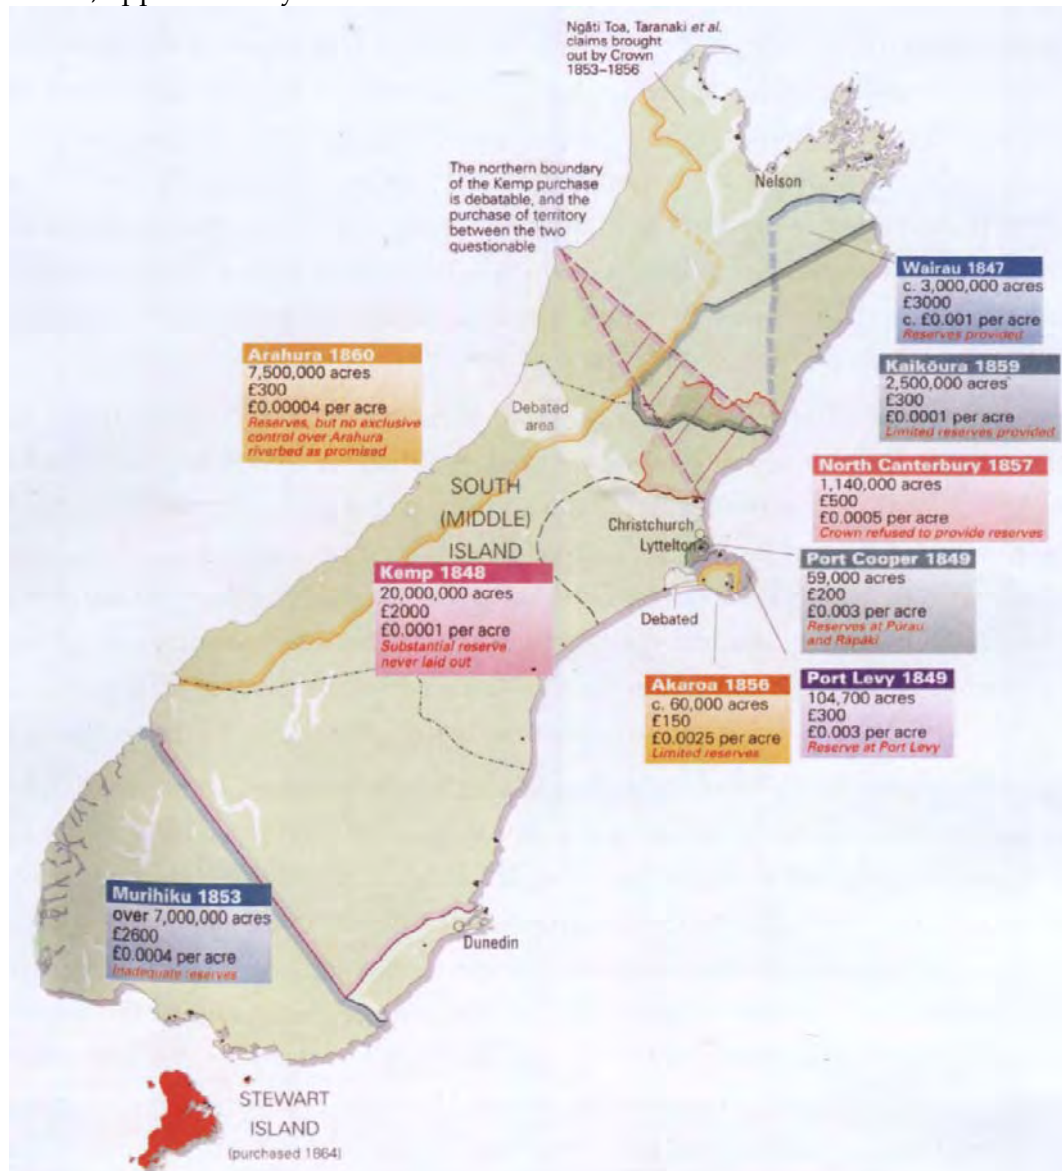 Ngāti Toa, Taranaki et al.
claims brought
out by Crown
1853–1856
The northern boundary
of the Kemp purchase
is debatable, and the
purchase of territory
between the two
questionable
Nelson
Wairau 1847
c. 3,000,000 acres
£3000
c. £0.001 per acre
Reserves provided
Arahura 1860
7,500,000 acres
£300
£0.00004 per acre
Reserves, but no exclusive
control over Arahura
riverbed as promised
Kaikōura 1859
2,500,000 acres
£300
£0.0001 per acre
Limited reserves provided
Debated
area
North Canterbury 1857
1,140,000 acres
£500
£0.0005 per acre
Crown refused to provide reserves
SOUTH
(MIDDLE)
ISLAND
Christchurch
Lyttelton
Port Cooper 1849
59,000 acres
£200
£0.003 per acre
Reserves at Purau
and Rāpaki
Kemp 1848
20,000,000 acres
£2000
£0.0001 per acre
Substantial reserve
never laid out
Debated
Akaroa 1856
c. 60,000 acres
£150
£0.0025 per acre
Limited reserves
Port Levy 1849
104,700 acres
£300
£0.003 per acre
Reserve at Port Levy
Murihiku 1853
over 7,000,000 acres
£2600
£0.0004 per acre
Inadequate reserves
Dunedin
STEWART
ISLAND
(purchased 1864)